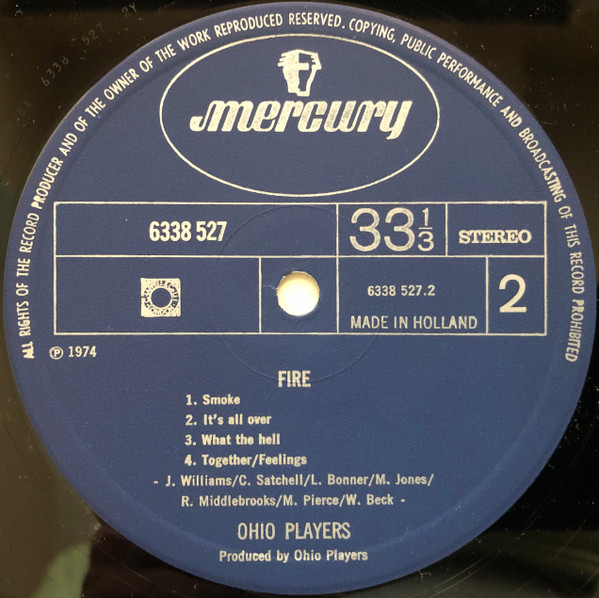 ALL RIGHTS OF THE RECORD PRODUCER AND OF THE OWNER OF THE WORK REPRODUCED RESERVED. COPYING, PUBLIC PERFORMANCE AND BROADCASTING OF THIS RECORD PROHIBITED
mercury
6338 527
33 1/3
STEREO
6338 527.2
MADE IN HOLLAND
2
℗ 1974
FIRE
1. Smoke
2. It's all over
3. What the hell
4. Together/Feelings
- J. Williams/C. Satchell/L. Bonner/M. Jones/
R. Middlebrooks/M. Pierce/W. Beck -
OHIO PLAYERS
Produced by Ohio Players